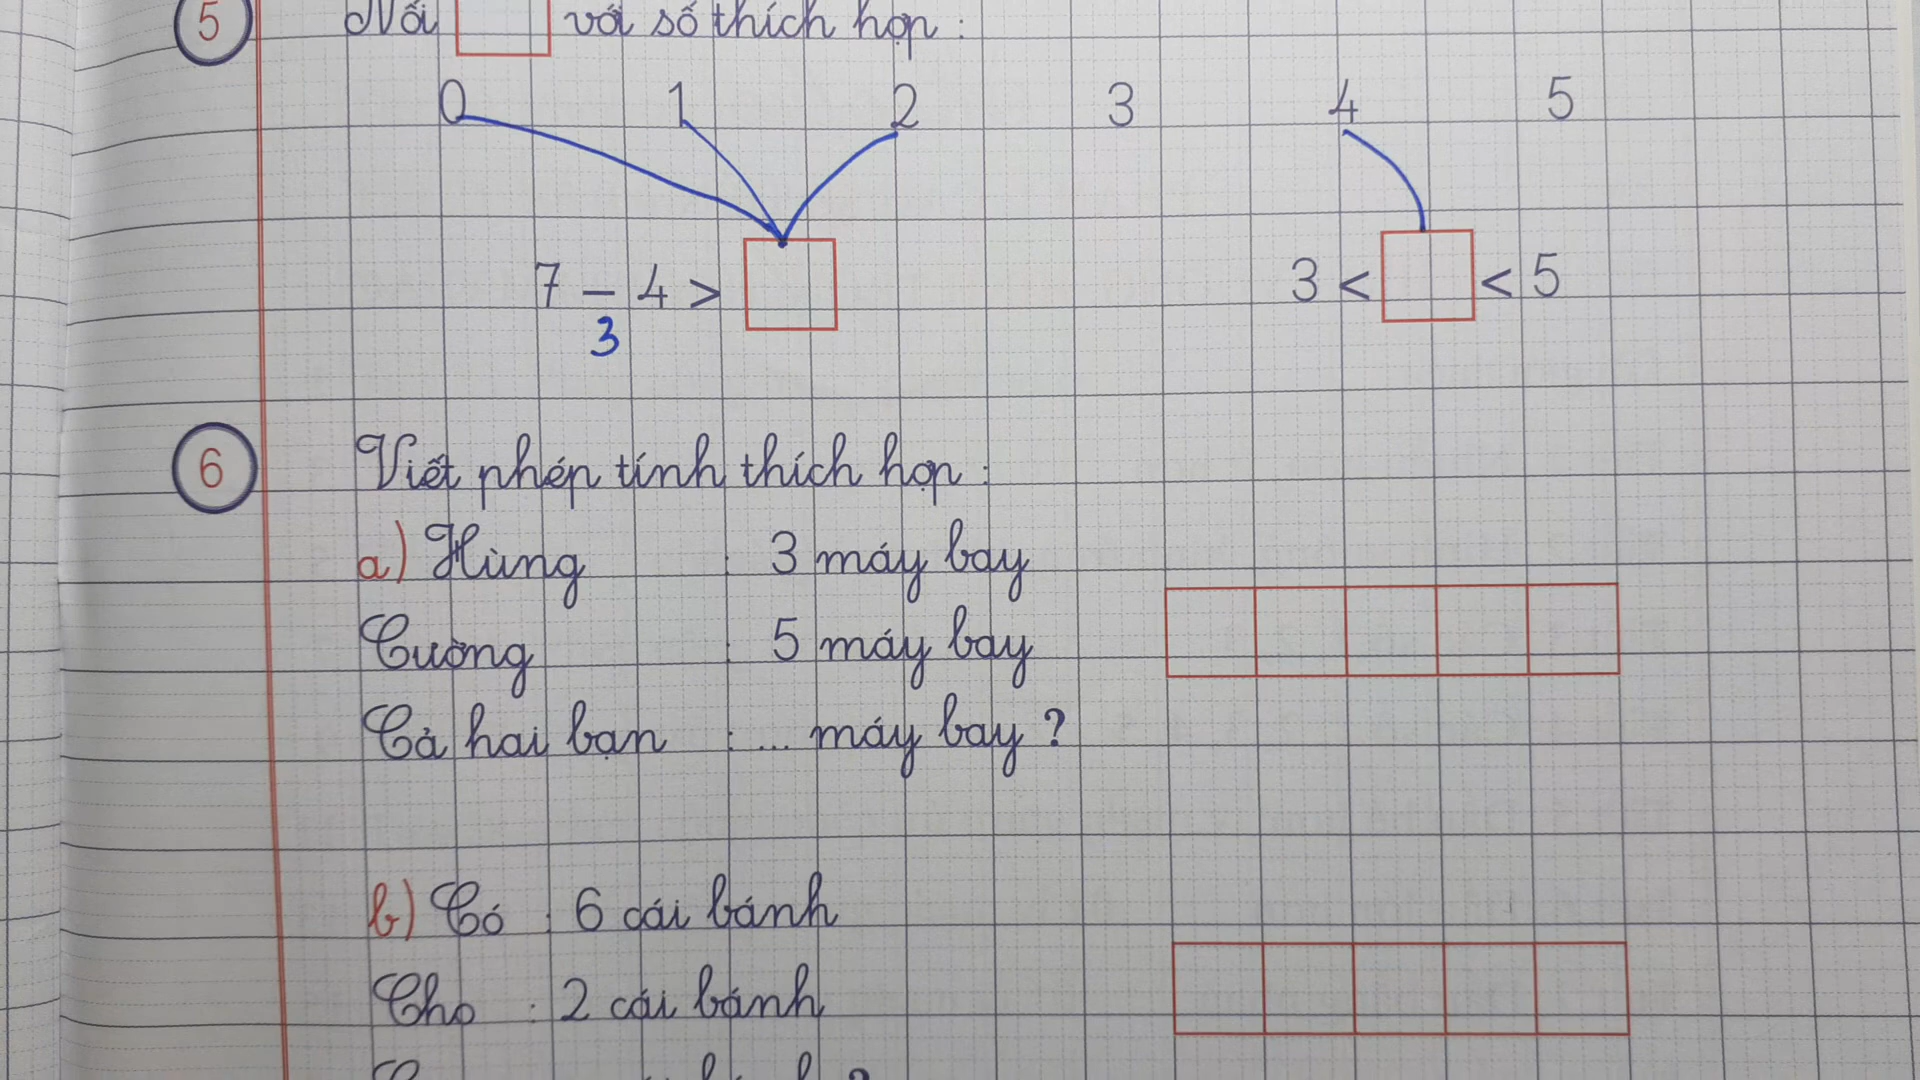 5 Nối với số thích hợp:
0 1 2 3 4 5
7 - 4 > 3 < < 5
3
6 Viết phép tính thích hợp:
a) Hùng : 3 máy bay
Cường : 5 máy bay
Cả hai bạn : ... máy bay?
b) Có : 6 cái bánh
Cho : 2 cái bánh